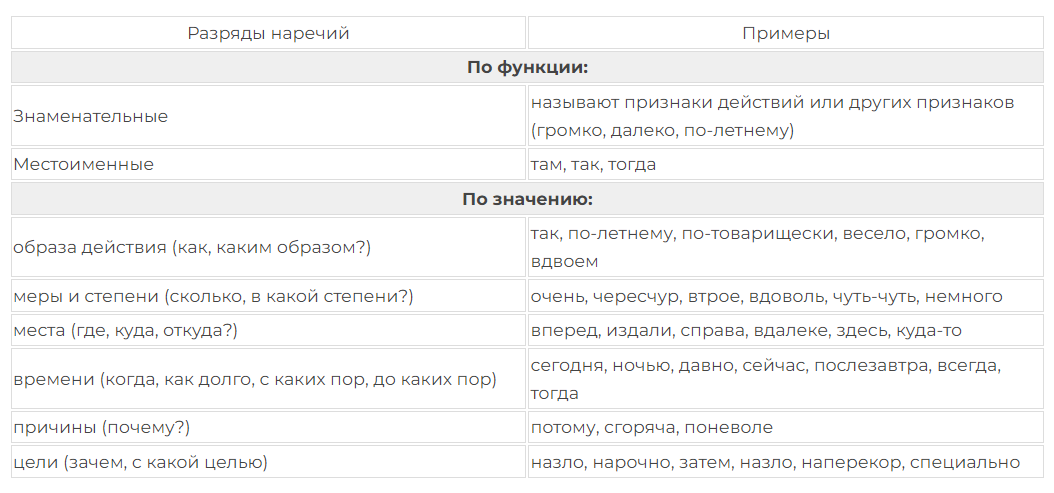 Разряды наречий
Примеры
По функции:
Знаменательные
называют признаки действий или других признаков
(громко, далеко, по-летнему)
Местоименные
там, так, тогда
По значению:
образа действия (как, каким образом?)
так, по-летнему, по-товарищески, весело, громко,
вдвоем
меры и степени (сколько, в какой степени?)
очень, чересчур, втрое, вдоволь, чуть-чуть, немного
места (где, куда, откуда?)
вперед, издали, справа, вдалеке, здесь, куда-то
времени (когда, как долго, с каких пор, до каких пор)
сегодня, ночью, давно, сейчас, послезавтра, всегда,
тогда
причины (почему?)
потому, сгоряча, поневоле
цели (зачем, с какой целью)
назло, нарочно, затем, назло, наперекор, специально